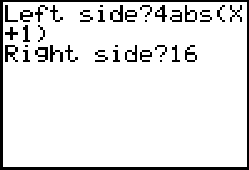 Left side?4abs(X
+1)
Right side?16